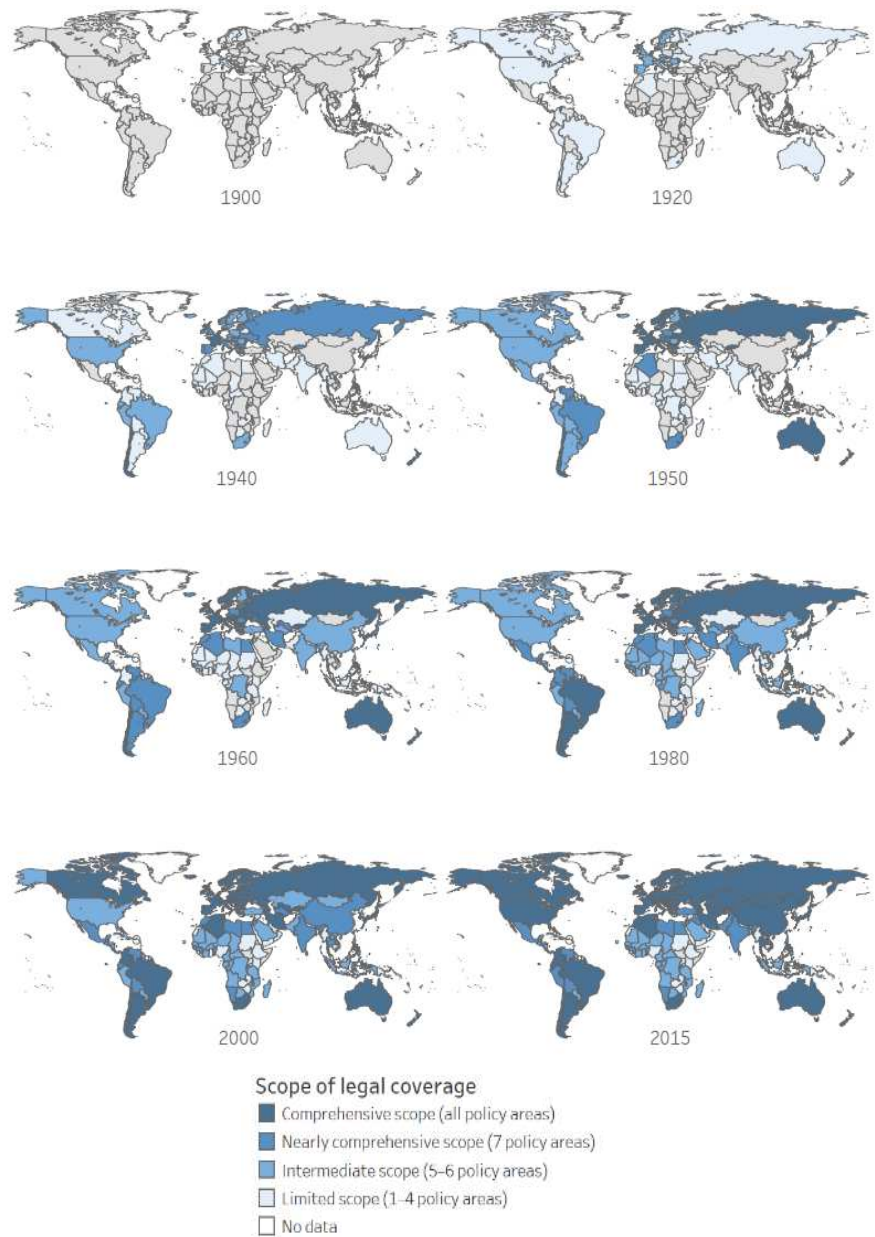 1900
1920
1940
1950
1960
1980
2000
2015
Scope of legal coverage
Comprehensive scope (all policy areas)
Nearly comprehensive scope (7 policy areas)
Intermediate scope (5–6 policy areas)
Limited scope (1–4 policy areas)
No data